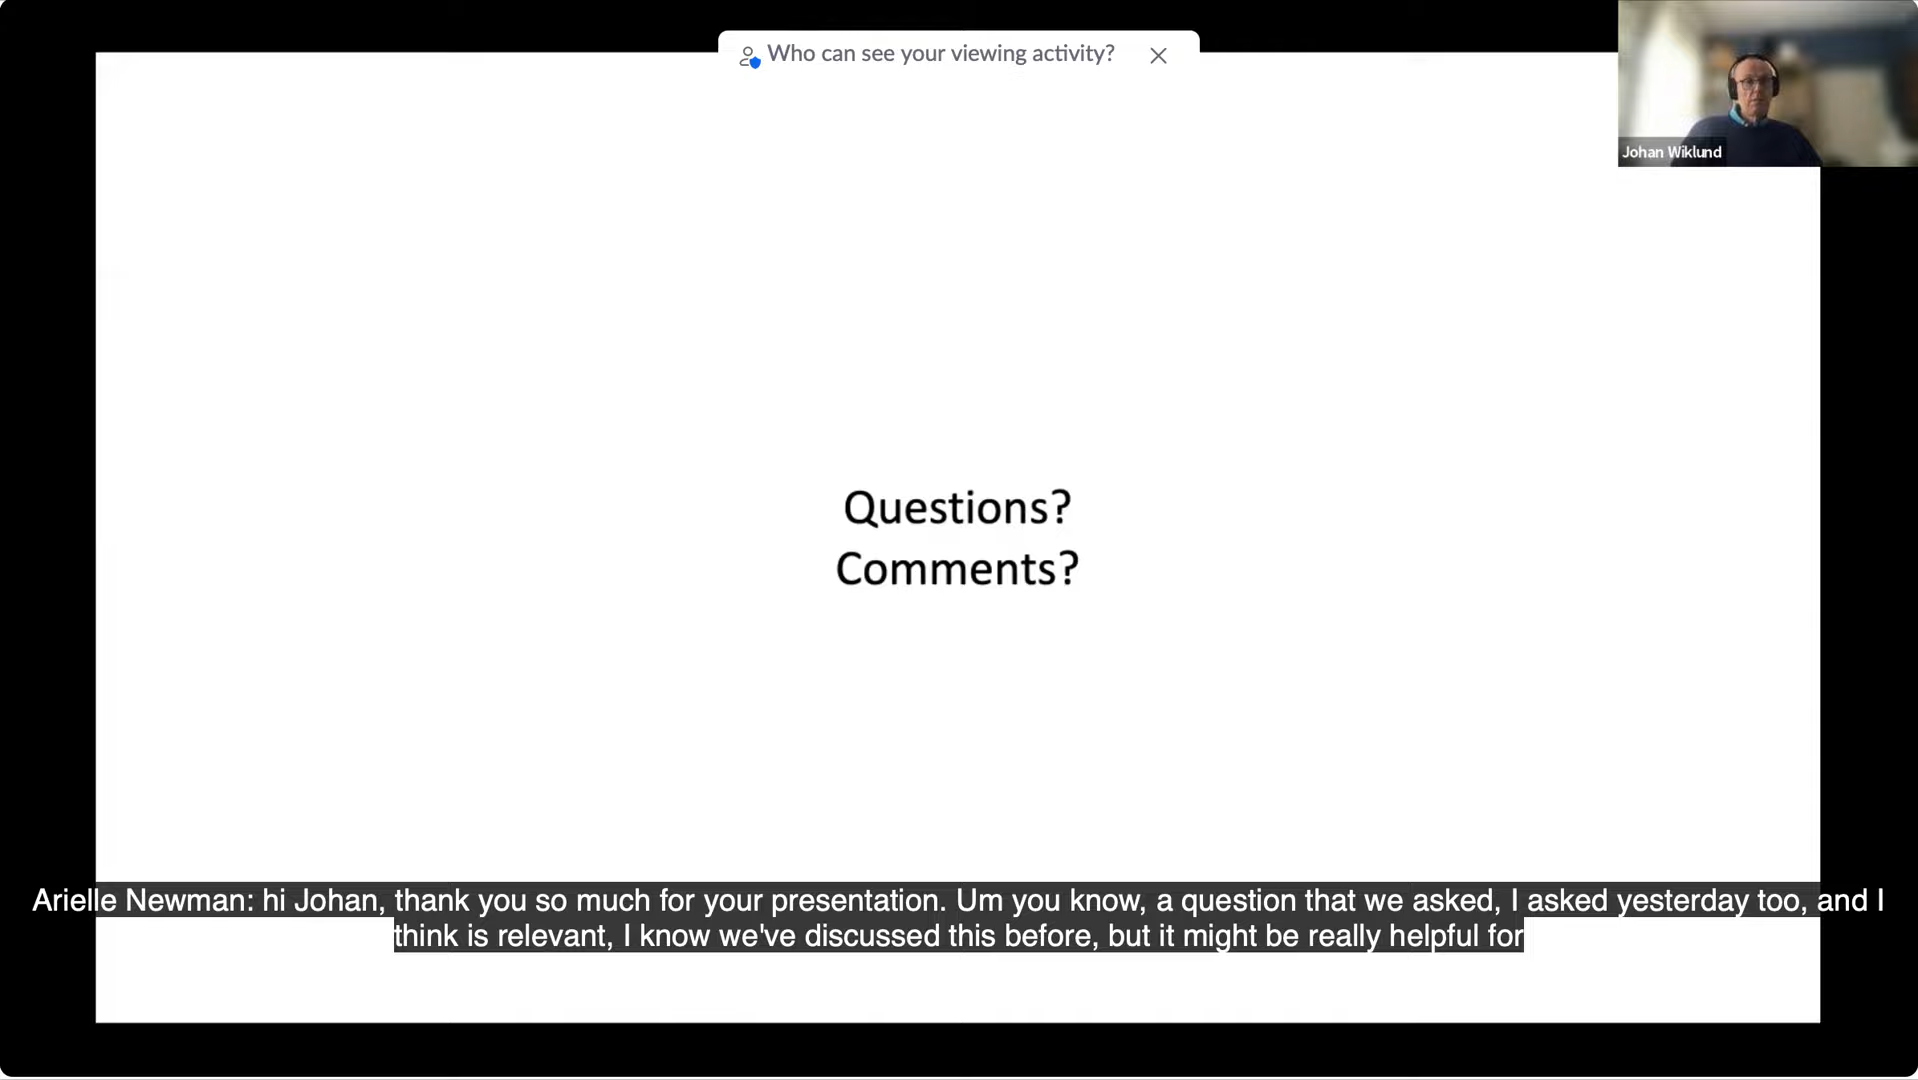 Who can see your viewing activity?
Johan Wiklund
Questions?
Comments?
Arielle Newman: hi Johan, thank you so much for your presentation. Um you know, a question that we asked, I asked yesterday too, and I
think is relevant, I know we've discussed this before, but it might be really helpful for